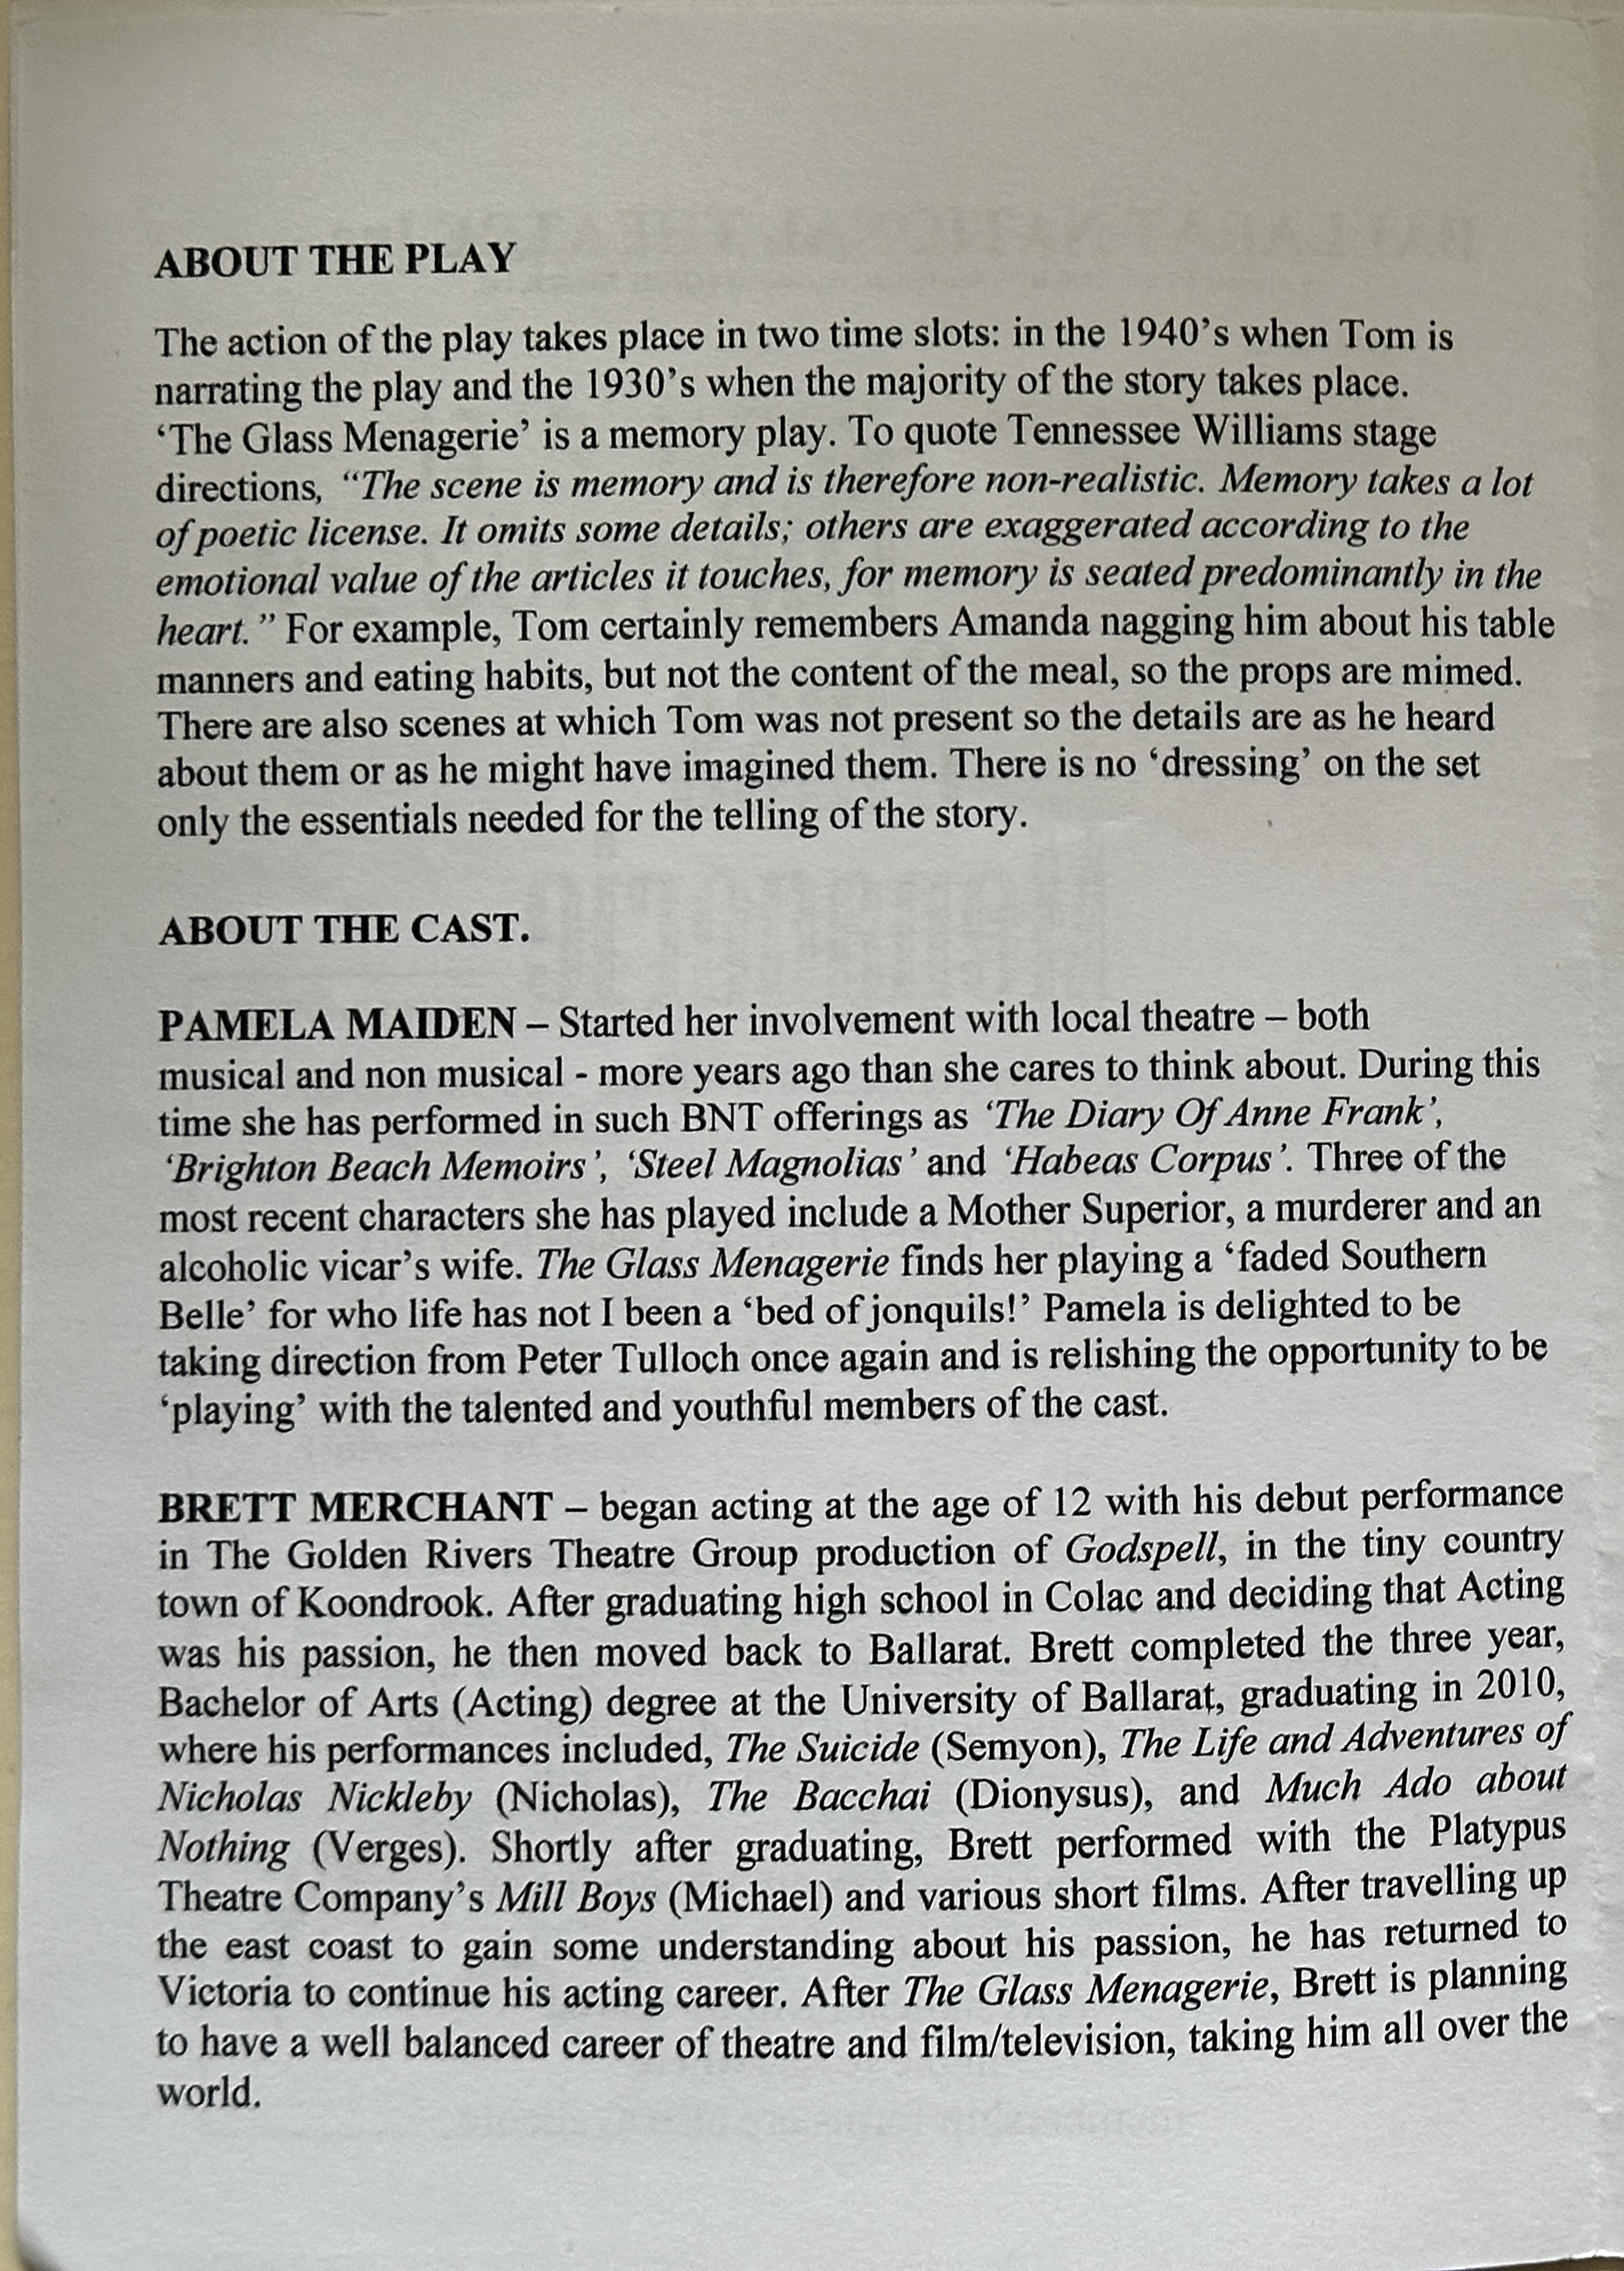 ABOUT THE PLAY
The action of the play takes place in two time slots: in the 1940’s when Tom is
narrating the play and the 1930’s when the majority of the story takes place.
‘The Glass Menagerie’ is a memory play. To quote Tennessee Williams stage
directions, “The scene is memory and is therefore non-realistic. Memory takes a lot
of poetic license. It omits some details; others are exaggerated according to the
emotional value of the articles it touches, for memory is seated predominantly in the
heart.” For example, Tom certainly remembers Amanda nagging him about his table
manners and eating habits, but not the content of the meal, so the props are mimed.
There are also scenes at which Tom was not present so the details are as he heard
about them or as he might have imagined them. There is no ‘dressing’ on the set
only the essentials needed for the telling of the story.
ABOUT THE CAST.
PAMELA MAIDEN – Started her involvement with local theatre – both
musical and non musical - more years ago than she cares to think about. During this
time she has performed in such BNT offerings as ‘The Diary Of Anne Frank’,
‘Brighton Beach Memoirs’, ‘Steel Magnolias’ and ‘Habeas Corpus’. Three of the
most recent characters she has played include a Mother Superior, a murderer and an
alcoholic vicar’s wife. The Glass Menagerie finds her playing a ‘faded Southern
Belle’ for who life has not I been a ‘bed of jonquils!’ Pamela is delighted to be
taking direction from Peter Tulloch once again and is relishing the opportunity to be
‘playing’ with the talented and youthful members of the cast.
BRETT MERCHANT – began acting at the age of 12 with his debut performance
in The Golden Rivers Theatre Group production of Godspell, in the tiny country
town of Koondrook. After graduating high school in Colac and deciding that Acting
was his passion, he then moved back to Ballarat. Brett completed the three year,
Bachelor of Arts (Acting) degree at the University of Ballarat, graduating in 2010,
where his performances included, The Suicide (Semyon), The Life and Adventures of
Nicholas Nickleby (Nicholas), The Bacchai (Dionysus), and Much Ado about
Nothing (Verges). Shortly after graduating, Brett performed with the Platypus
Theatre Company’s Mill Boys (Michael) and various short films. After travelling up
the east coast to gain some understanding about his passion, he has returned to
Victoria to continue his acting career. After The Glass Menagerie, Brett is planning
to have a well balanced career of theatre and film/television, taking him all over the
world.